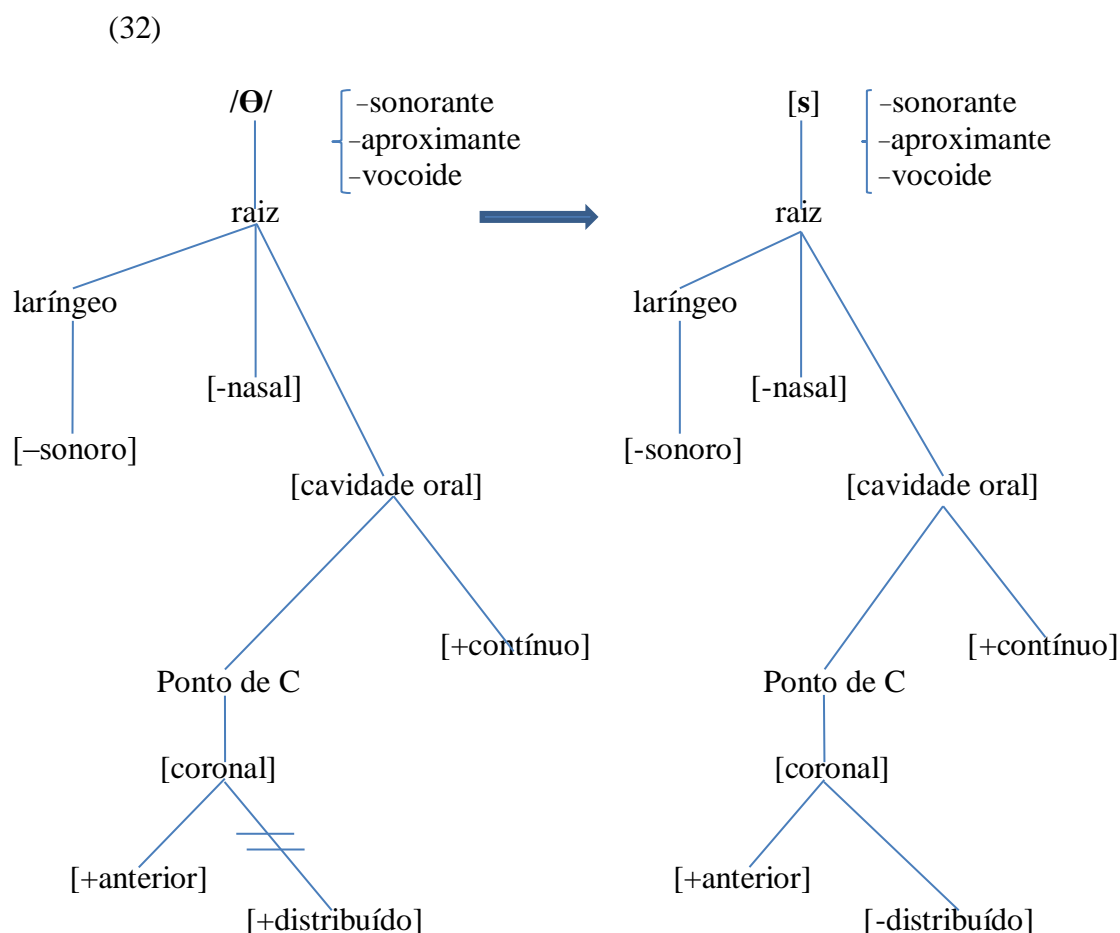 (32)
/Ɵ/ –sonorante [s] –sonorante
–aproximante –aproximante
–vocoide –vocoide
raiz raiz
laríngeo laríngeo
[-nasal] [-nasal]
[–sonoro] [-sonoro]
[cavidade oral] [cavidade oral]
[+contínuo] [+contínuo]
Ponto de C Ponto de C
[coronal] [coronal]
[+anterior] [+anterior]
[+distribuído] [-distribuído]